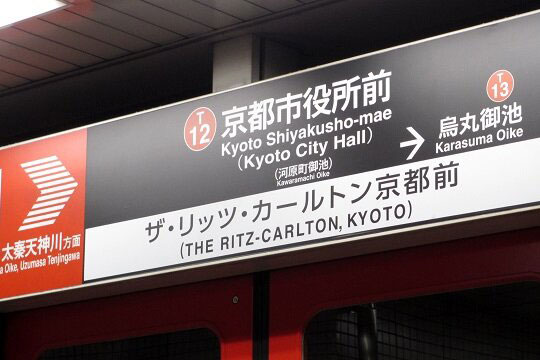 太秦天神川方面
Oike, Uzumasa Tenjingawa
T
12
京都市役所前
Kyoto Shiyakusho-mae
(Kyoto City Hall)
(河原町御池)
Kawaramachi Oike
→
T
13
烏丸御池
Karasuma Oike
ザ・リッツ・カールトン京都前
(THE RITZ-CARLTON, KYOTO)